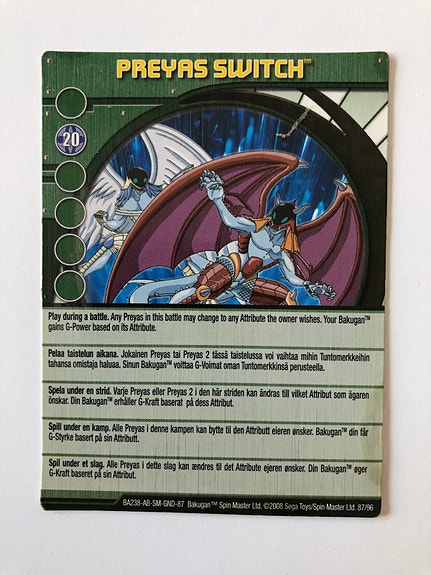 PREYAS SWITCH™
20
Play during a battle. Any Preyas in this battle may change to any Attribute the owner wishes. Your Bakugan™
gains G-Power based on its Attribute.
Pelaa taistelun aikana. Jokainen Preyas tai Preyas 2 tässä taistelussa voi vaihtaa mihin Tuntomerkkeihin
tahansa omistaja haluaa. Sinun Bakugan™ voittaa G-Voimat oman Tuntomerkkinsä perusteella.
Spela under en strid. Varje Preyas eller Preyas 2 i den här striden kan ändras till vilket Attribut som ägaren
önskar. Din Bakugan™ erhåller G-Kraft baserat på dess Attribut.
Spill under en kamp. Alle Preyas i denne kampen kan bytte til den Attributt eieren ønsker. Bakugan™ din får
G-Styrke basert på sin Attributt.
Spil under et slag. Alle Preyas i dette slag kan ændres til det Attribute ejeren ønsker. Din Bakugan™ øger
G-Kraft baseret på sin Attribut.
BA238-AB-SM-GND-87 Bakugan™ Spin Master Ltd. ©2008 Sega Toys/Spin Master Ltd. 87/96